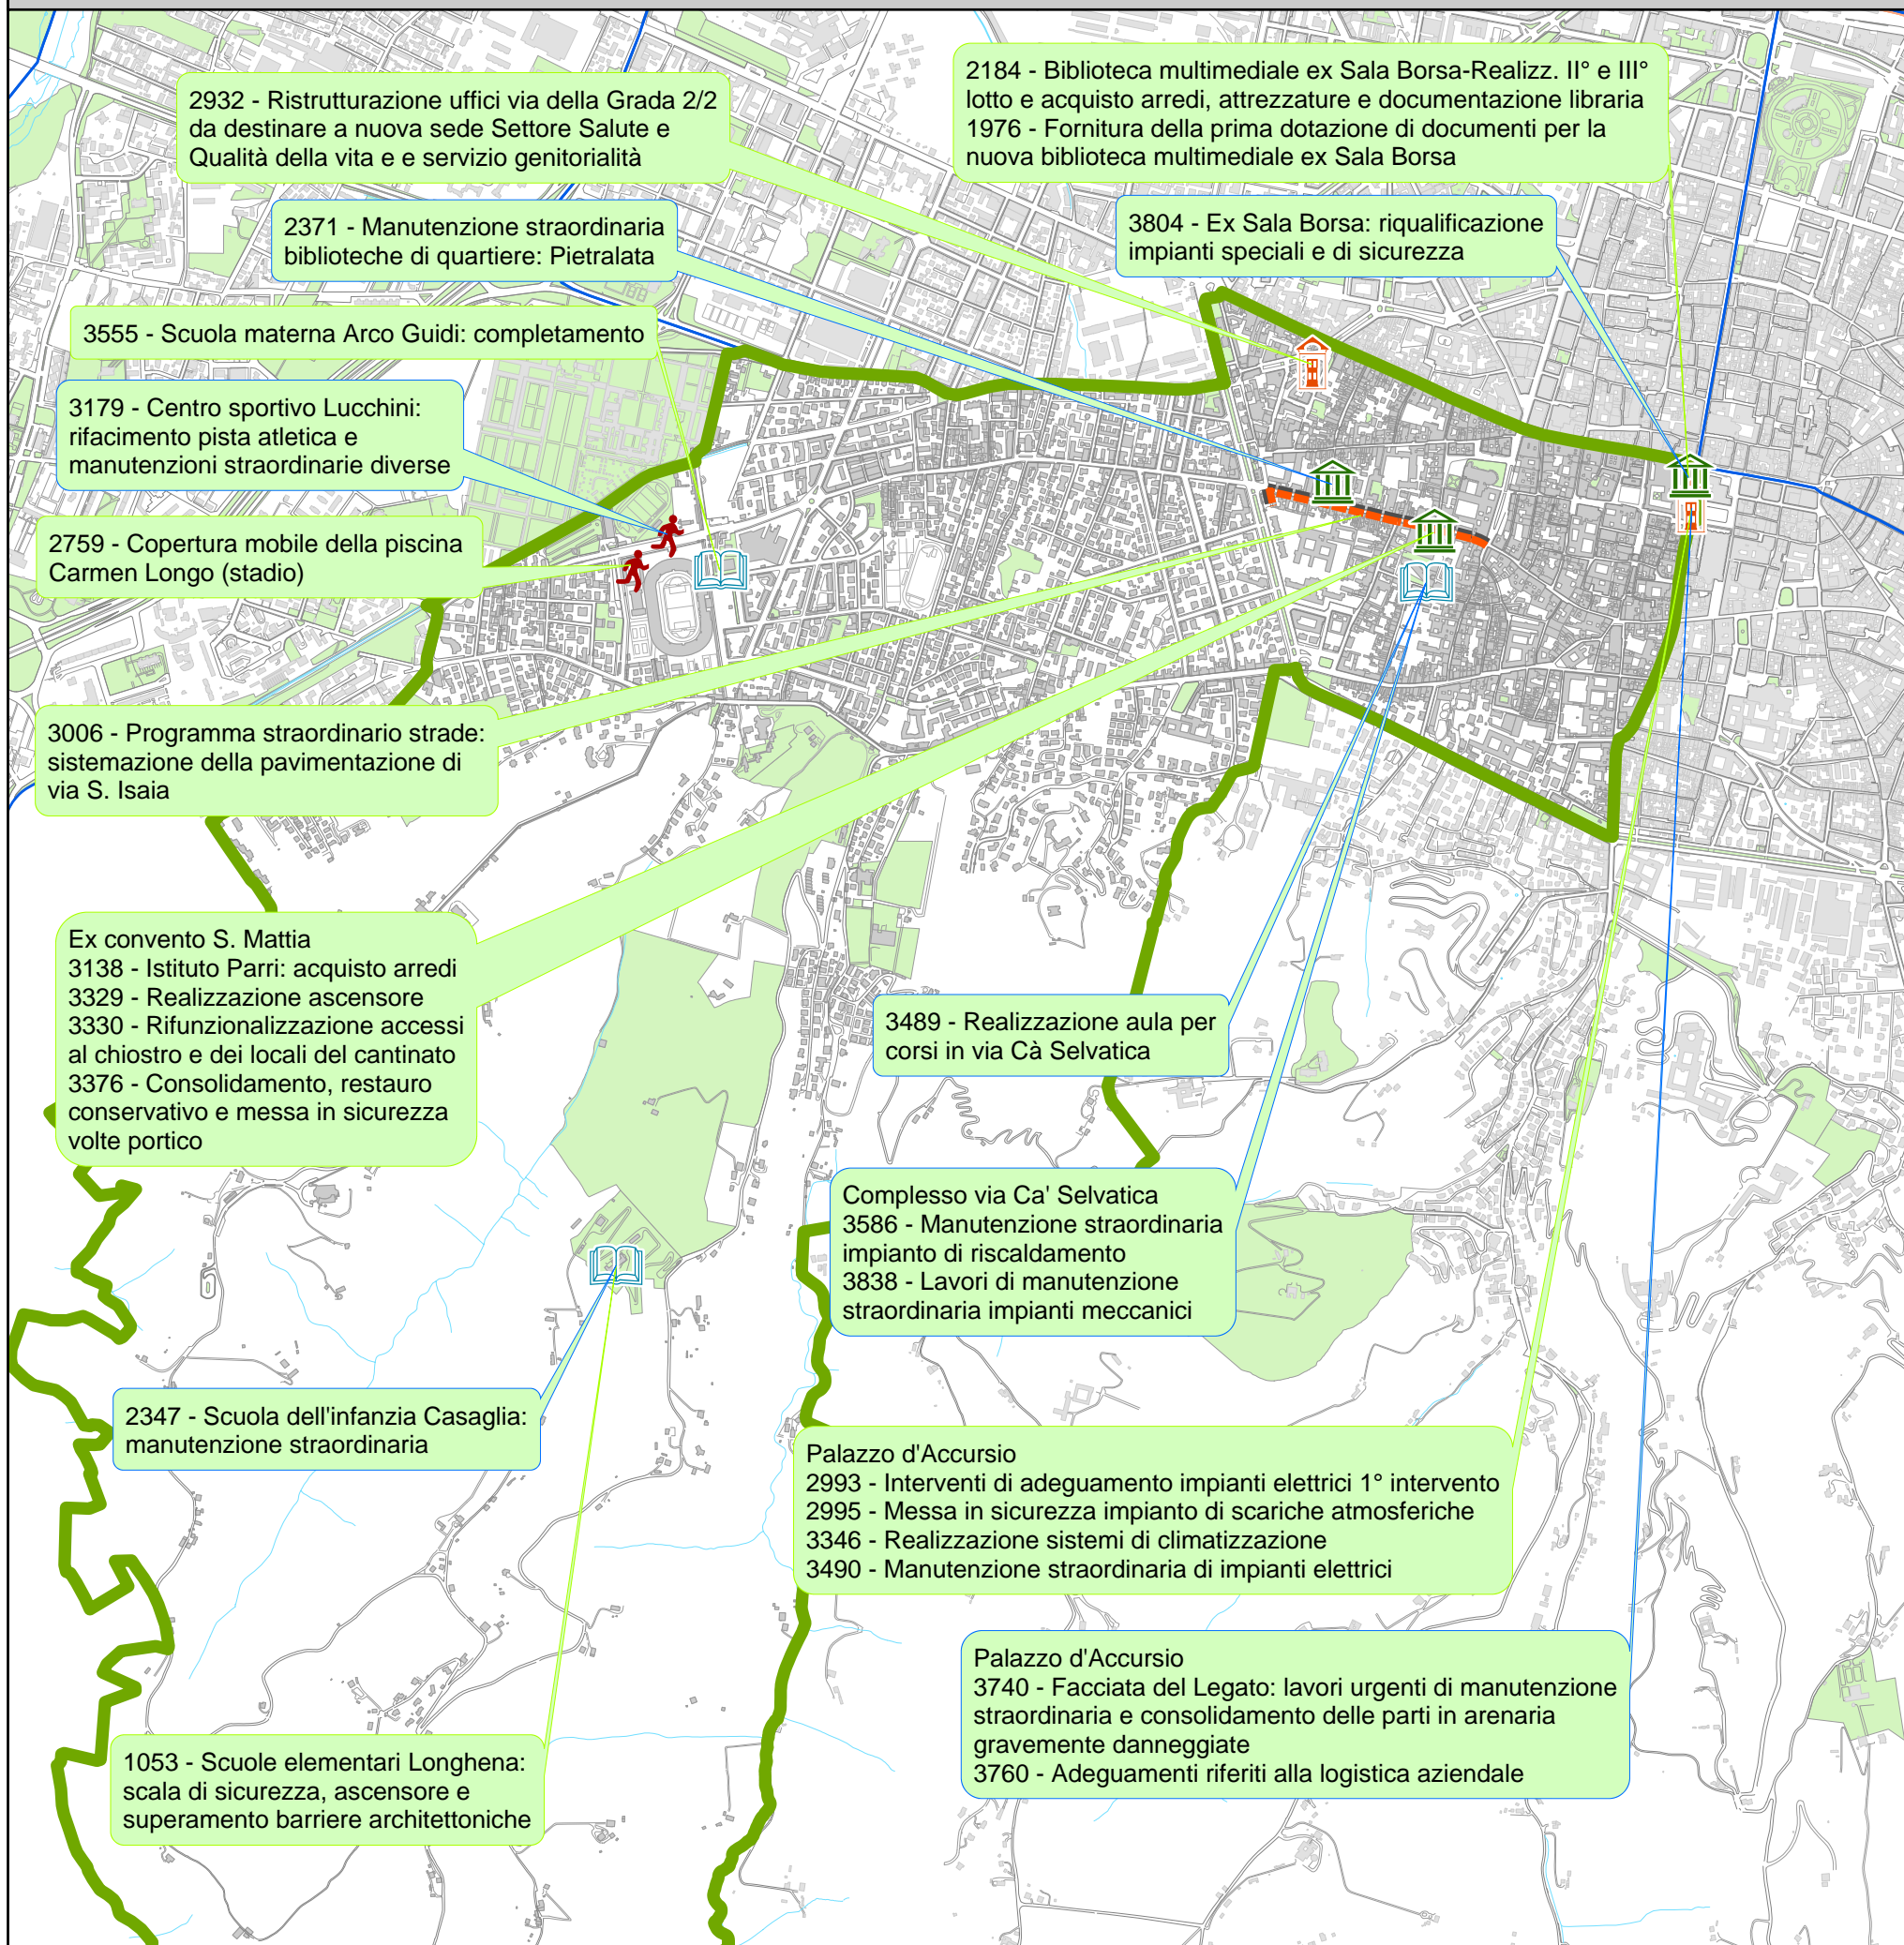 2932 - Ristrutturazione uffici via della Grada 2/2
da destinare a nuova sede Settore Salute e
Qualità della vita e e servizio genitorialità
2184 - Biblioteca multimediale ex Sala Borsa-Realizz. II° e III°
lotto e acquisto arredi, attrezzature e documentazione libraria
1976 - Fornitura della prima dotazione di documenti per la
nuova biblioteca multimediale ex Sala Borsa
2371 - Manutenzione straordinaria
biblioteche di quartiere: Pietralata
3804 - Ex Sala Borsa: riqualificazione
impianti speciali e di sicurezza
3555 - Scuola materna Arco Guidi: completamento
3179 - Centro sportivo Lucchini:
rifacimento pista atletica e
manutenzioni straordinarie diverse
2759 - Copertura mobile della piscina
Carmen Longo (stadio)
3006 - Programma straordinario strade:
sistemazione della pavimentazione di
via S. Isaia
Ex convento S. Mattia
3138 - Istituto Parri: acquisto arredi
3329 - Realizzazione ascensore
3330 - Rifunzionalizzazione accessi
al chiostro e dei locali del cantinato
3376 - Consolidamento, restauro
conservativo e messa in sicurezza
volte portico
3489 - Realizzazione aula per
corsi in via Cà Selvatica
Complesso via Ca' Selvatica
3586 - Manutenzione straordinaria
impianto di riscaldamento
3838 - Lavori di manutenzione
straordinaria impianti meccanici
2347 - Scuola dell'infanzia Casaglia:
manutenzione straordinaria
Palazzo d'Accursio
2993 - Interventi di adeguamento impianti elettrici 1° intervento
2995 - Messa in sicurezza impianto di scariche atmosferiche
3346 - Realizzazione sistemi di climatizzazione
3490 - Manutenzione straordinaria di impianti elettrici
Palazzo d'Accursio
3740 - Facciata del Legato: lavori urgenti di manutenzione
straordinaria e consolidamento delle parti in arenaria
gravemente danneggiate
3760 - Adeguamenti riferiti alla logistica aziendale
1053 - Scuole elementari Longhena:
scala di sicurezza, ascensore e
superamento barriere architettoniche